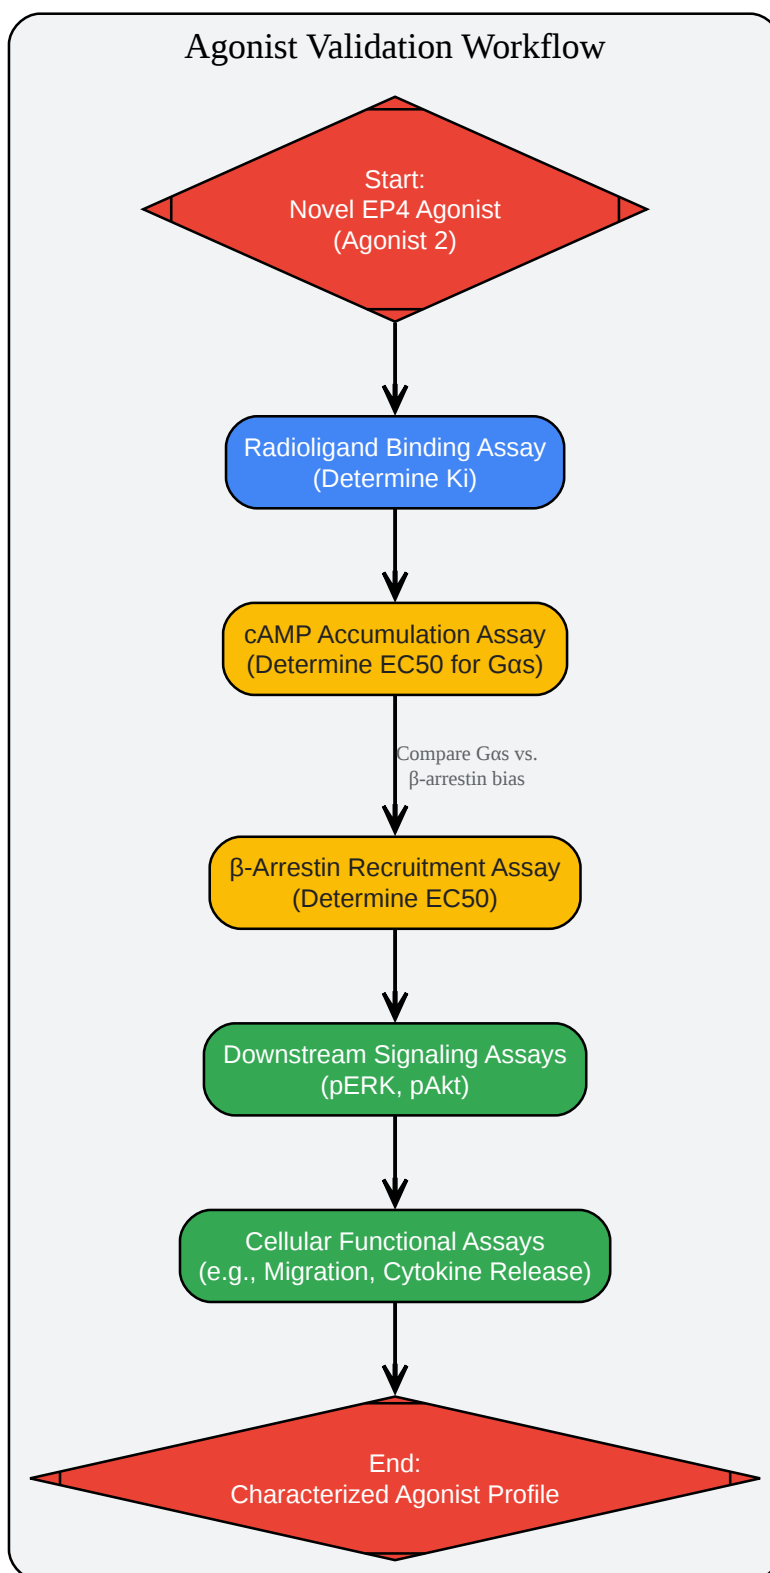 Agonist Validation Workflow
Start:
Novel EP4 Agonist
(Agonist 2)
Radioligand Binding Assay
(Determine Ki)
cAMP Accumulation Assay
(Determine EC50 for Gαs)
Compare Gαs vs.
β-arrestin bias
β-Arrestin Recruitment Assay
(Determine EC50)
Downstream Signaling Assays
(pERK, pAkt)
Cellular Functional Assays
(e.g., Migration, Cytokine Release)
End:
Characterized Agonist Profile